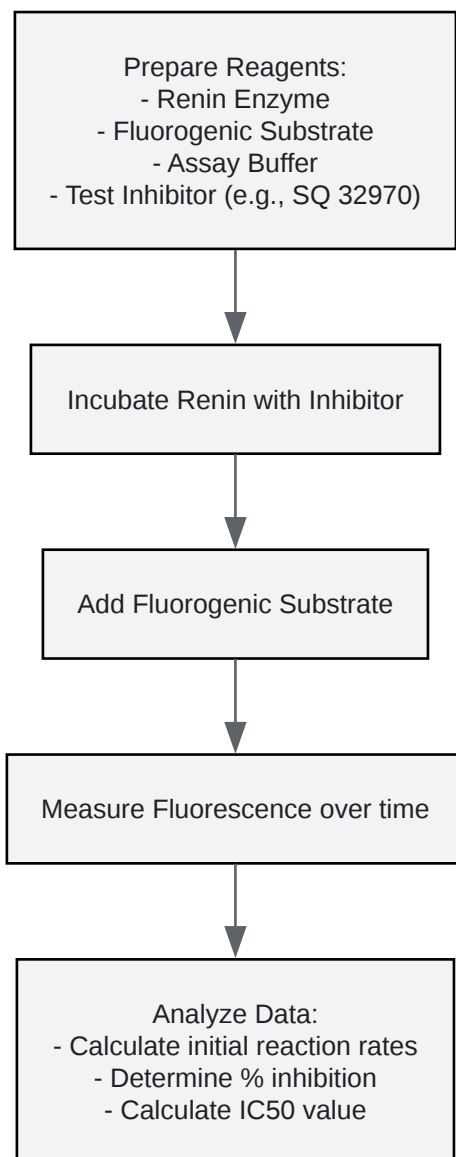 Prepare Reagents:
- Renin Enzyme
- Fluorogenic Substrate
- Assay Buffer
- Test Inhibitor (e.g., SQ 32970)
Incubate Renin with Inhibitor
Add Fluorogenic Substrate
Measure Fluorescence over time
Analyze Data:
- Calculate initial reaction rates
- Determine % inhibition
- Calculate IC50 value